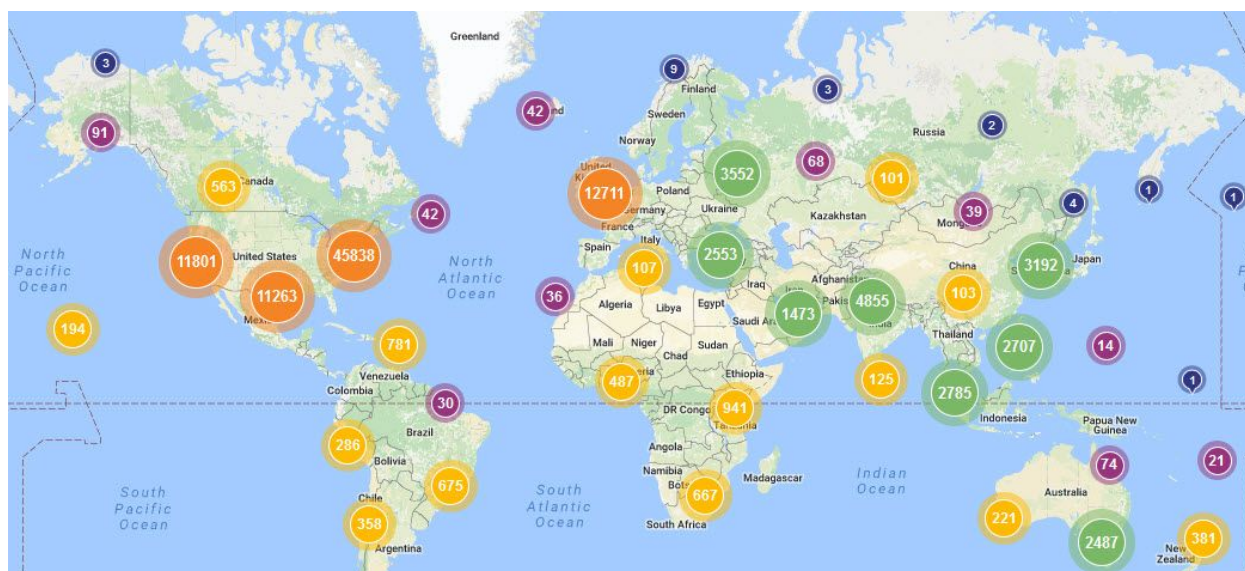 Greenland
3
9
Finland
3
42
Sweden
Russia
2
91
Norway
68
3552
101
563
Canada
12711
Poland
Germany
Ukraine
Kazakhstan
1
1
42
France
39
4
North
Pacific
Ocean
11801
United States
45838
North
Atlantic
Ocean
Spain
Italy
107
2553
Afghanistan
China
3192
Japan
11263
36
Algeria
Libya
Egypt
Iraq
1473
4855
103
194
781
Mali
Niger
Chad
Sudan
Thailand
2707
14
Venezuela
Colombia
487
Ethiopia
125
2785
1
30
DR Congo
941
Tanzania
Indonesia
Papua New
Guinea
Brazil
286
Bolivia
Angola
Namibia
Madagascar
Indian
Ocean
74
21
675
South
Pacific
Ocean
South
Atlantic
Ocean
667
Australia
Chile
358
South Africa
221
Argentina
2487
381
New
Zealand